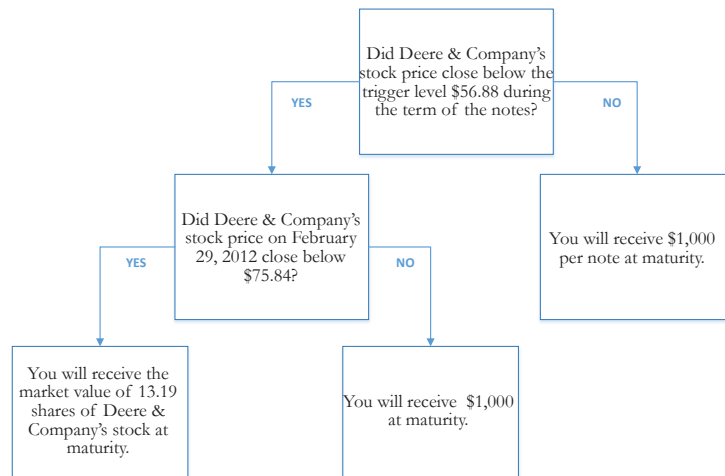 Did Deere & Company's
stock price close below the
trigger level $56.88 during
the term of the notes?
YES
NO
Did Deere & Company's
stock price on February
29, 2012 close below
$75.84?
You will receive $1,000
per note at maturity.
YES
NO
You will receive the
market value of 13.19
shares of Deere &
Company's stock at
maturity.
You will receive $1,000
at maturity.